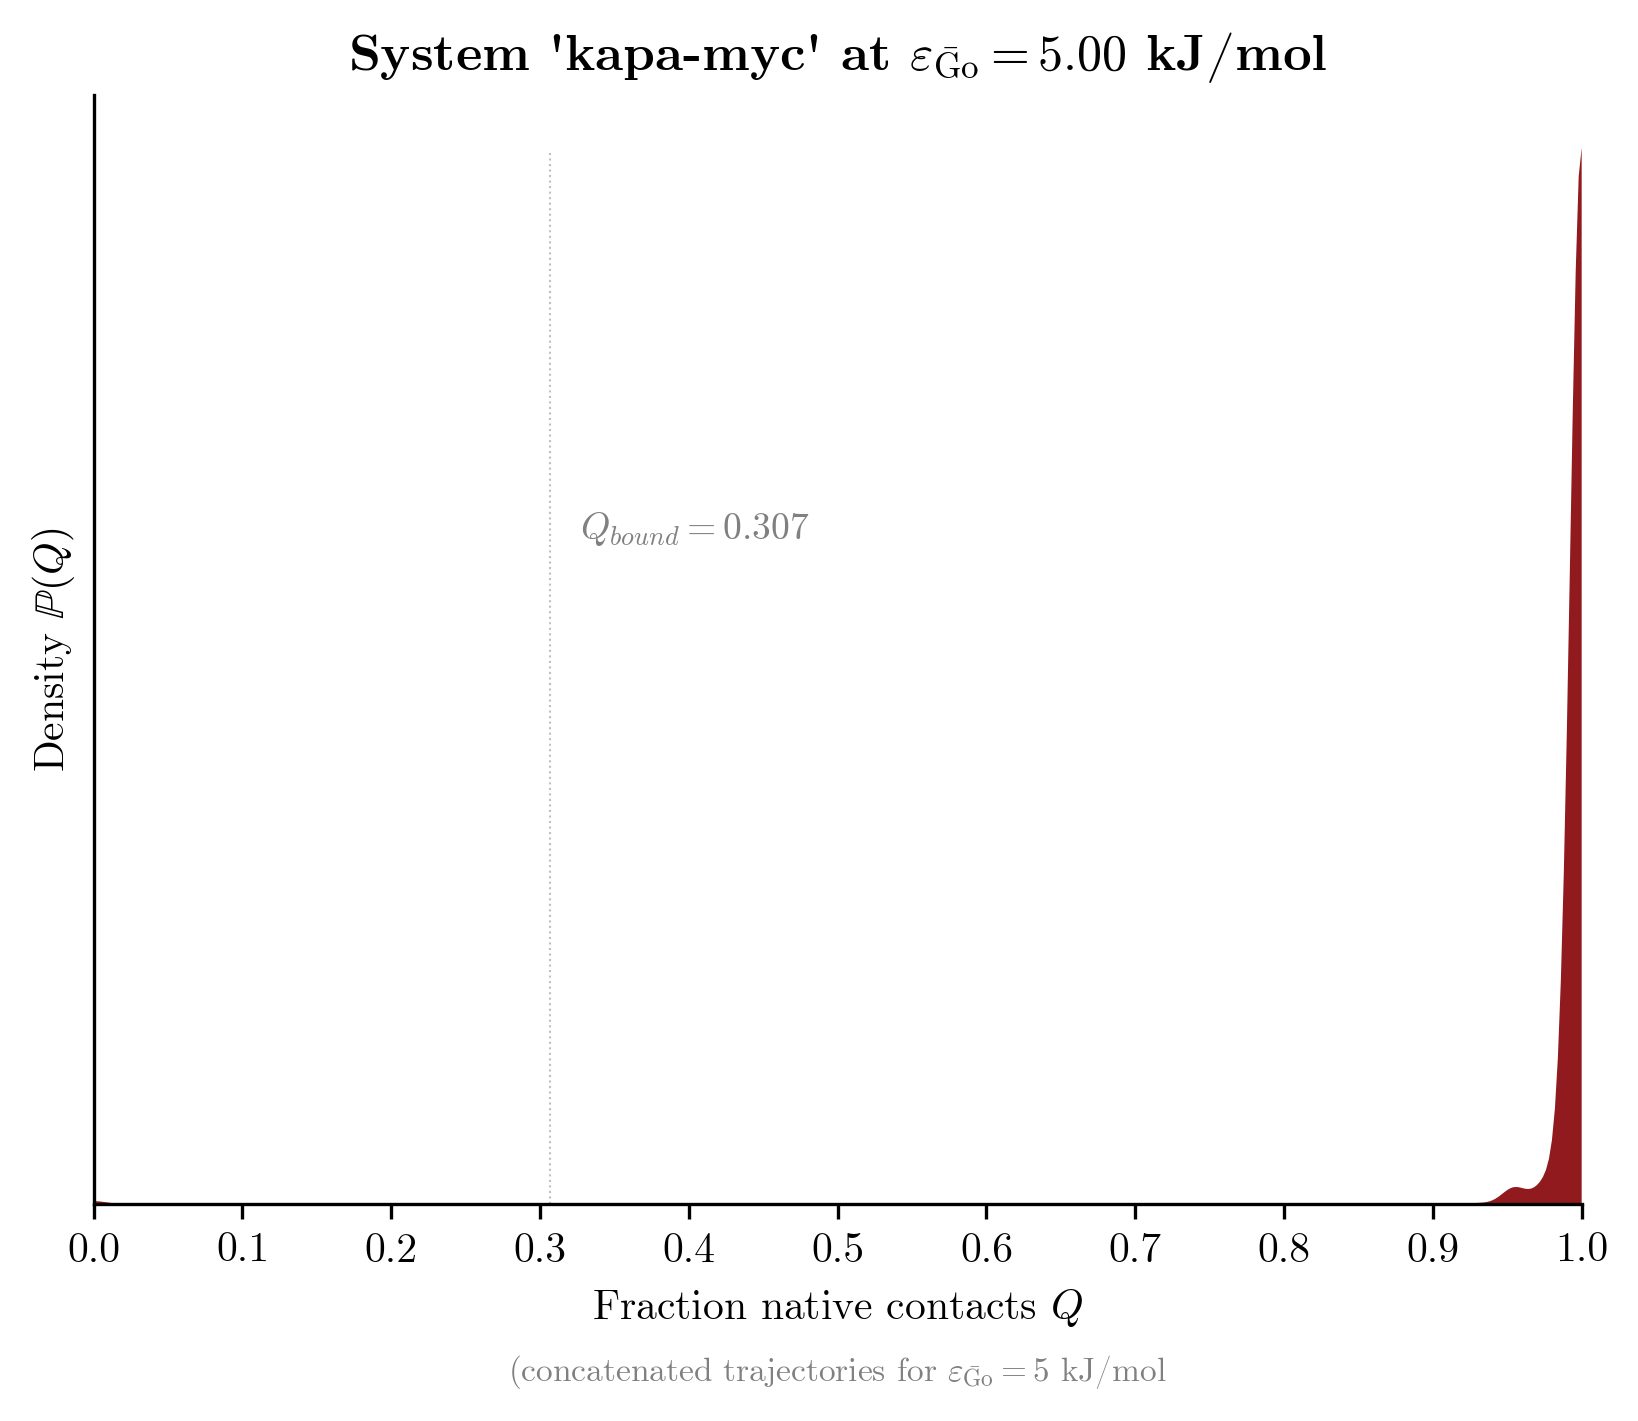 System 'kapa-myc' at ε_Ḡo = 5.00 kJ/mol
Density ℙ(Q)
Q_bound = 0.307
0.0 0.1 0.2 0.3 0.4 0.5 0.6 0.7 0.8 0.9 1.0
Fraction native contacts Q
(concatenated trajectories for ε_Ḡo = 5 kJ/mol